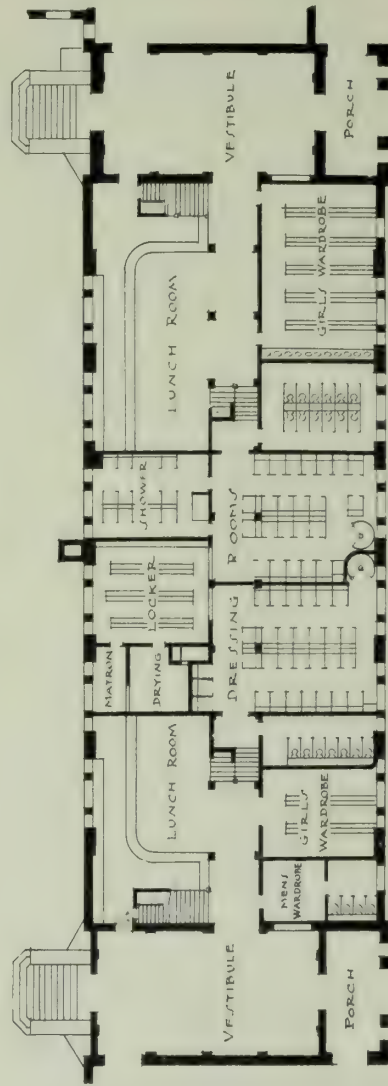 VESTIBULE
PORCH
LUNCH ROOM
GIRLS WARDROBE
SHOWER
DRESSING ROOMS
LOCKER
MATRON
DRYING
LUNCH ROOM
GIRLS
WARDROBE
MENS
WARDROBE
VESTIBULE
PORCH